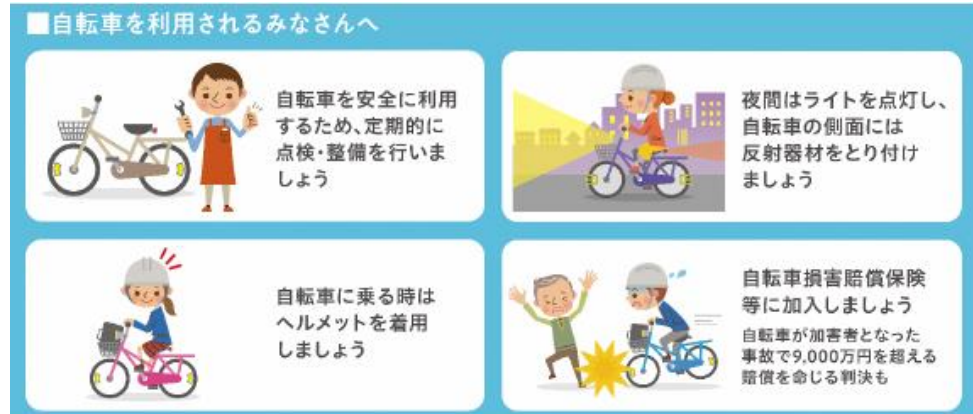 ■自転車を利用されるみなさんへ
自転車を安全に利用
するため、定期的に
点検・整備を行いま
しょう
夜間はライトを点灯し、
自転車の側面には
反射器材をとり付け
ましょう
自転車に乗る時は
ヘルメットを着用
しましょう
自転車損害賠償保険
等に加入しましょう
自転車が加害者となった
事故で9,000万円を超える
賠償を命じる判決も